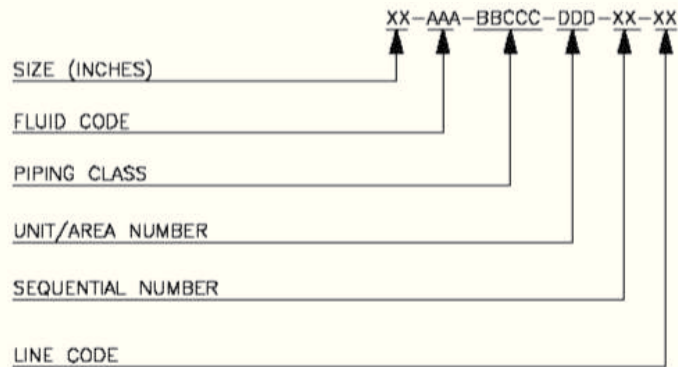 XX-AAA-BBCCC-DDD-XX-XX
SIZE (INCHES)
FLUID CODE
PIPING CLASS
UNIT/AREA NUMBER
SEQUENTIAL NUMBER
LINE CODE